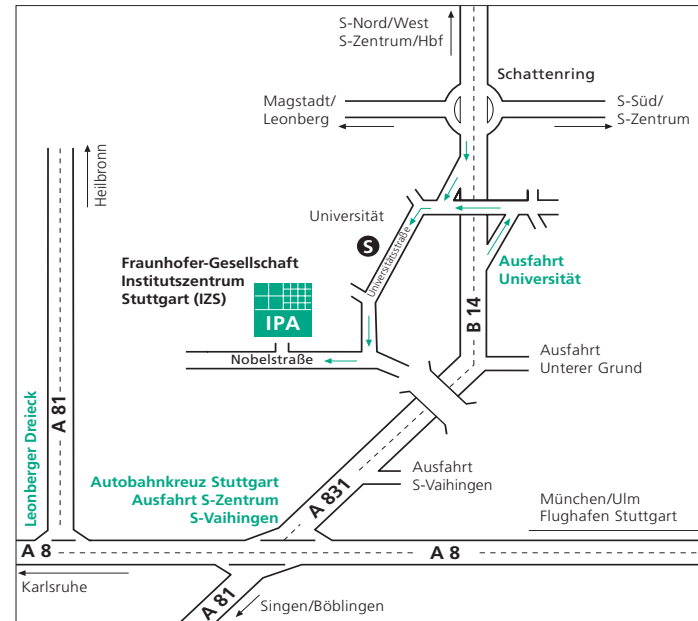 S-Nord/West
S-Zentrum/Hbf
Schattenring
Magstadt/
Leonberg
S-Süd/
S-Zentrum
Heilbronn
Universität
S
Universitätsstraße
Ausfahrt
Universität
Fraunhofer-Gesellschaft
Institutszentrum
Stuttgart (IZS)
IPA
B 14
Nobelstraße
Ausfahrt
Unterer Grund
Leonberger Dreieck
A 81
Autobahnkreuz Stuttgart
Ausfahrt S-Zentrum
S-Vaihingen
A 831
Ausfahrt
S-Vaihingen
München/Ulm
Flughafen Stuttgart
A 8
A 8
Karlsruhe
A 81
Singen/Böblingen